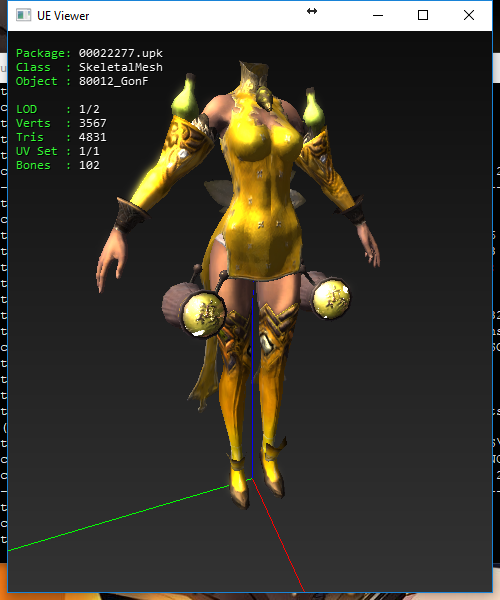 UE Viewer
Package: 00022277.upk
Class : SkeletalMesh
Object : 80012_GonF
LOD : 1/2
Verts : 3567
Tris : 4831
UV Set : 1/1
Bones : 102